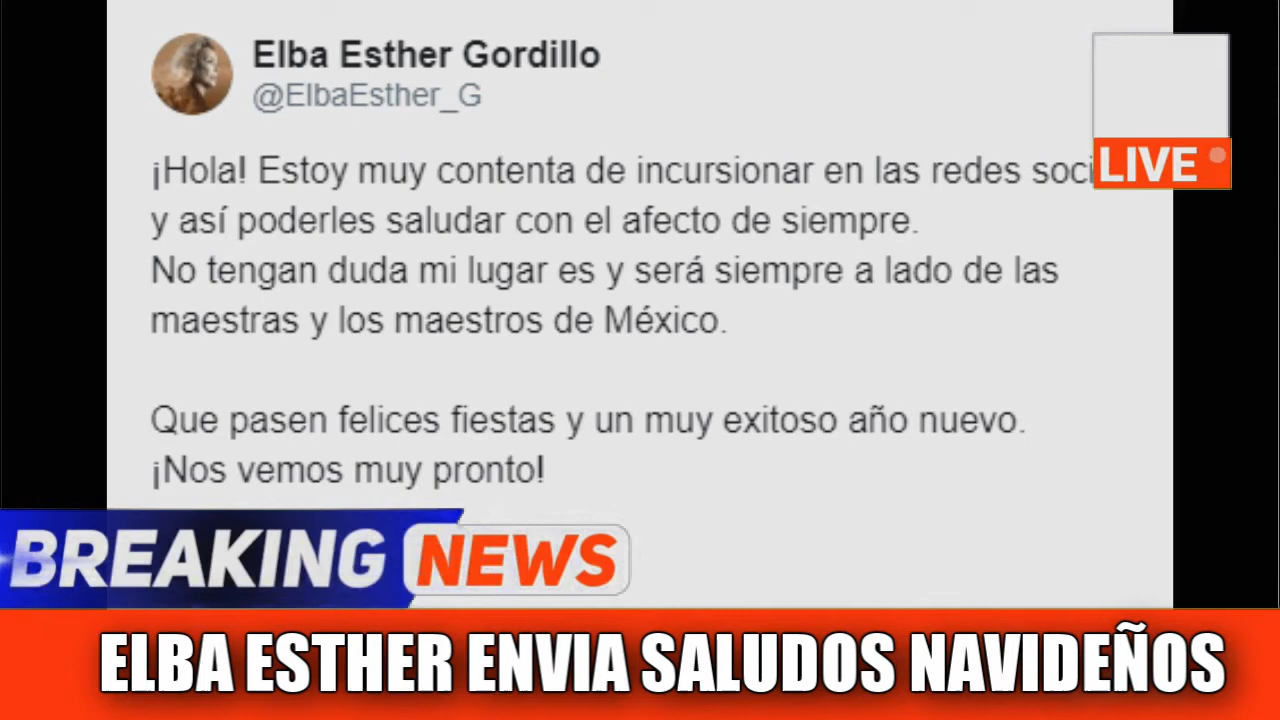 Elba Esther Gordillo
@ElbaEsther_G
¡Hola! Estoy muy contenta de incursionar en las redes soci
LIVE
y así poderles saludar con el afecto de siempre.
No tengan duda mi lugar es y será siempre a lado de las
maestras y los maestros de México.
Que pasen felices fiestas y un muy exitoso año nuevo.
¡Nos vemos muy pronto!
BREAKING NEWS
ELBA ESTHER ENVIA SALUDOS NAVIDEÑOS